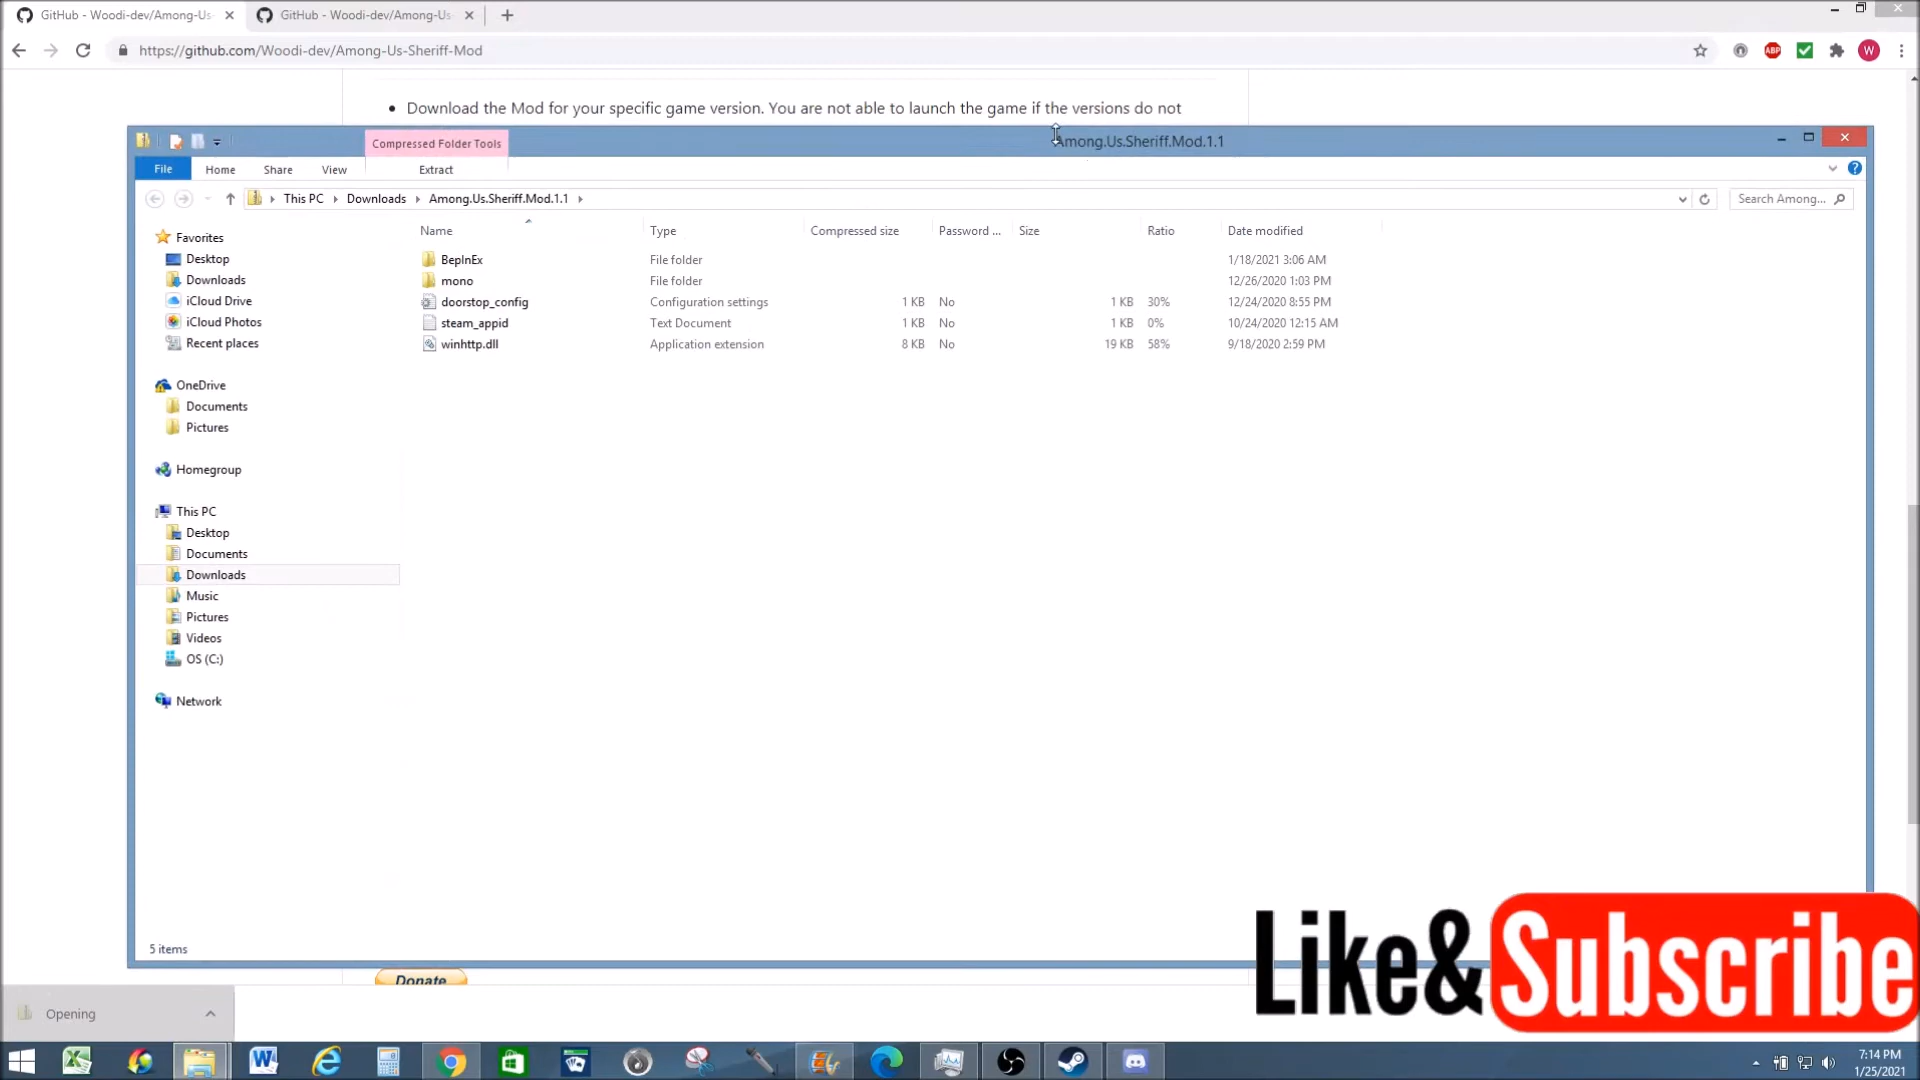 GitHub - Woodi-dev/Among-Us-
GitHub - Woodi-dev/Among-Us-
https://github.com/Woodi-dev/Among-Us-Sheriff-Mod
ABP
W
• Download the Mod for your specific game version. You are not able to launch the game if the versions do not
Compressed Folder Tools
Among.Us.Sheriff.Mod.1.1
File
Home
Share
View
Extract
This PC
Downloads
Among.Us.Sheriff.Mod.1.1
Search Among...
Name
Type
Compressed size
Password ...
Size
Ratio
Date modified
Favorites
Desktop
Downloads
iCloud Drive
iCloud Photos
Recent places
OneDrive
Documents
Pictures
Homegroup
This PC
Desktop
Documents
Downloads
Music
Pictures
Videos
OS (C:)
Network
BepInEx File folder 1/18/2021 3:06 AM
mono File folder 12/26/2020 1:03 PM
doorstop_config Configuration settings 1 KB No 1 KB 30% 12/24/2020 8:55 PM
steam_appid Text Document 1 KB No 1 KB 0% 10/24/2020 12:15 AM
winhttp.dll Application extension 8 KB No 19 KB 58% 9/18/2020 2:59 PM
5 items
Donate
Like& Subscribe
Opening
7:14 PM
1/25/2021